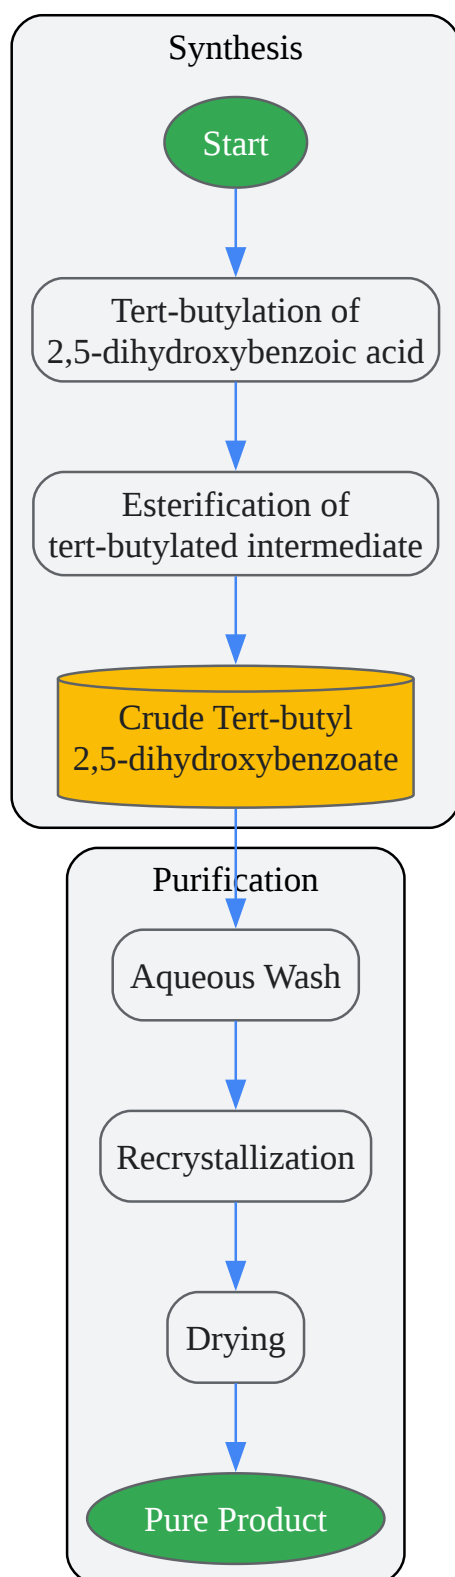 Synthesis
Start
Tert-butylation of
2,5-dihydroxybenzoic acid
Esterification of
tert-butylated intermediate
Crude Tert-butyl
2,5-dihydroxybenzoate
Purification
Aqueous Wash
Recrystallization
Drying
Pure Product